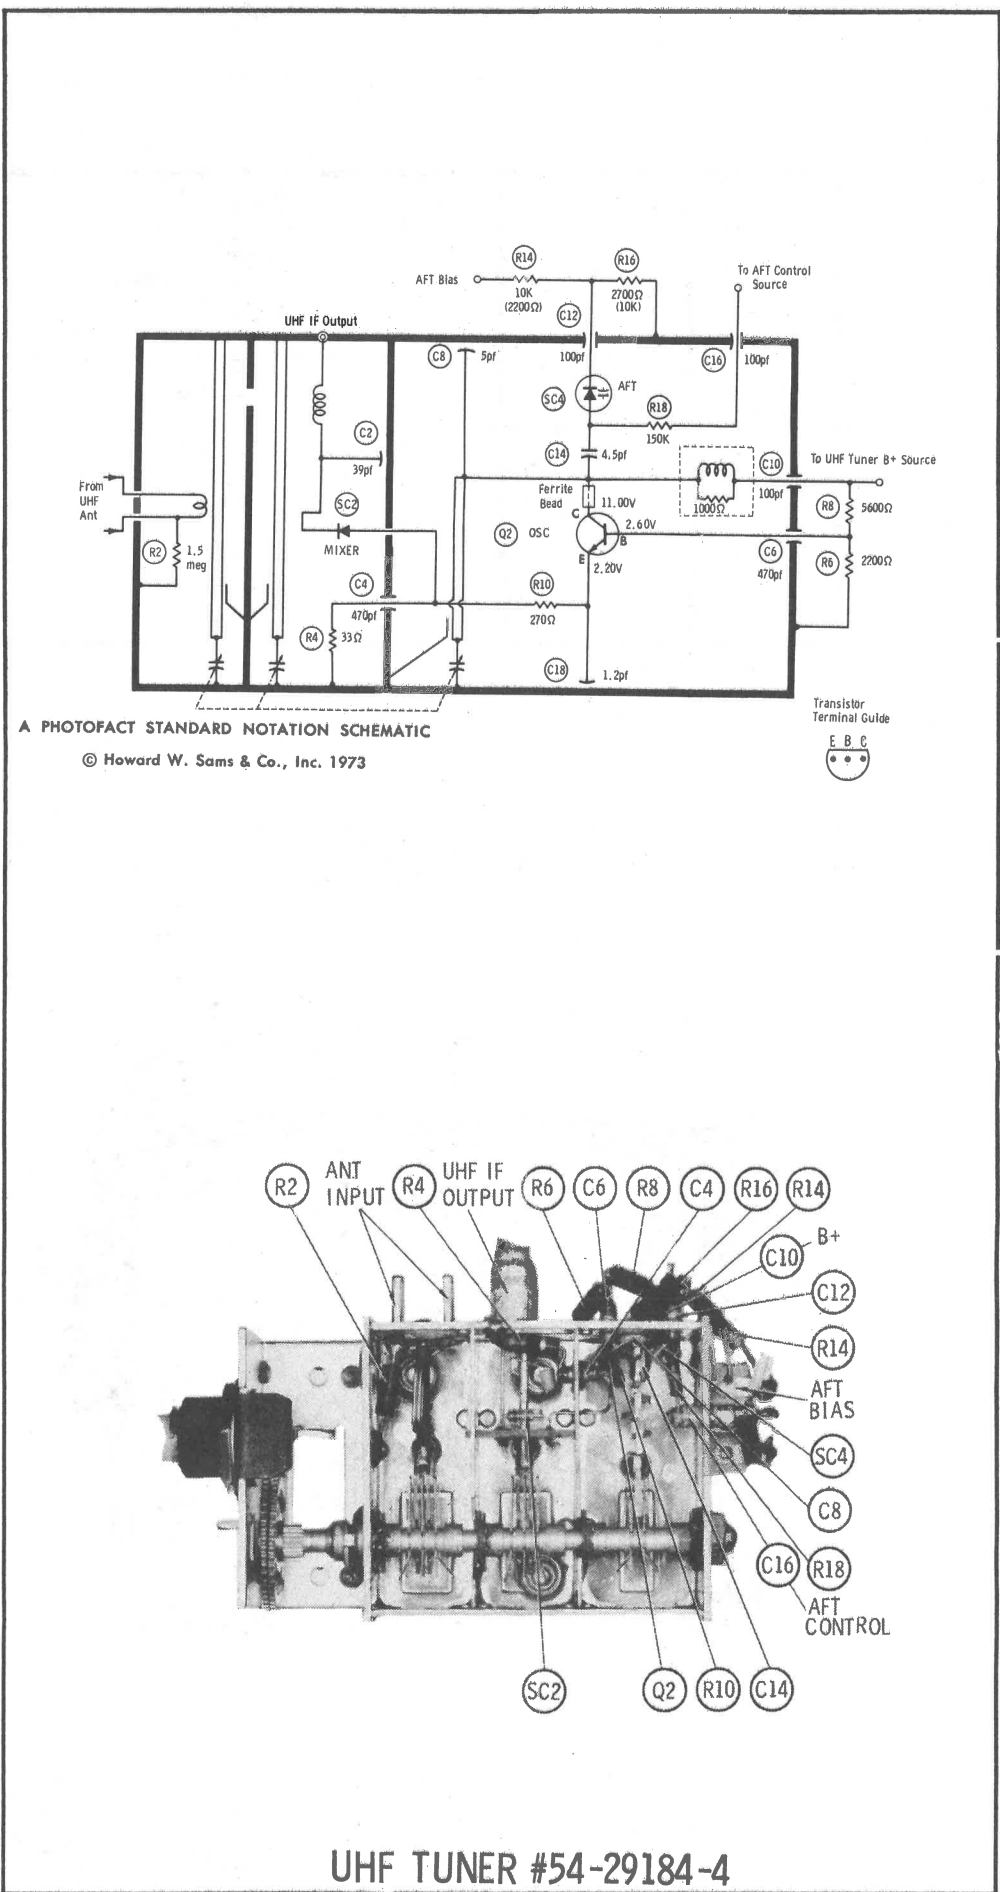 R14
R16
To AFT Control
Source
AFT Bias
10K
(2200Ω)
2700Ω
(10K)
C12
UHF IF Output
C8
5pf
100pf
C16
100pf
SC4
AFT
R18
150K
C2
39pf
C14
4.5pf
C10
100pf
To UHF Tuner B+ Source
From
UHF
Ant
Ferrite
Bead
11.00V
1000Ω
R8
5600Ω
SC2
MIXER
Q2
OSC
C
B
E
2.60V
2.20V
C6
470pf
R6
2200Ω
R2
1.5
meg
C4
470pf
R10
270Ω
R4
33Ω
C18
1.2pf
Transistor
Terminal Guide
E B C
A PHOTOFACT STANDARD NOTATION SCHEMATIC
© Howard W. Sams & Co., Inc. 1973
R2
ANT
INPUT
R4
UHF IF
OUTPUT
R6
C6
R8
C4
R16
R14
C10
B+
C12
R14
AFT
BIAS
SC4
C8
C16
R18
AFT
CONTROL
SC2
Q2
R10
C14
UHF TUNER #54-29184-4